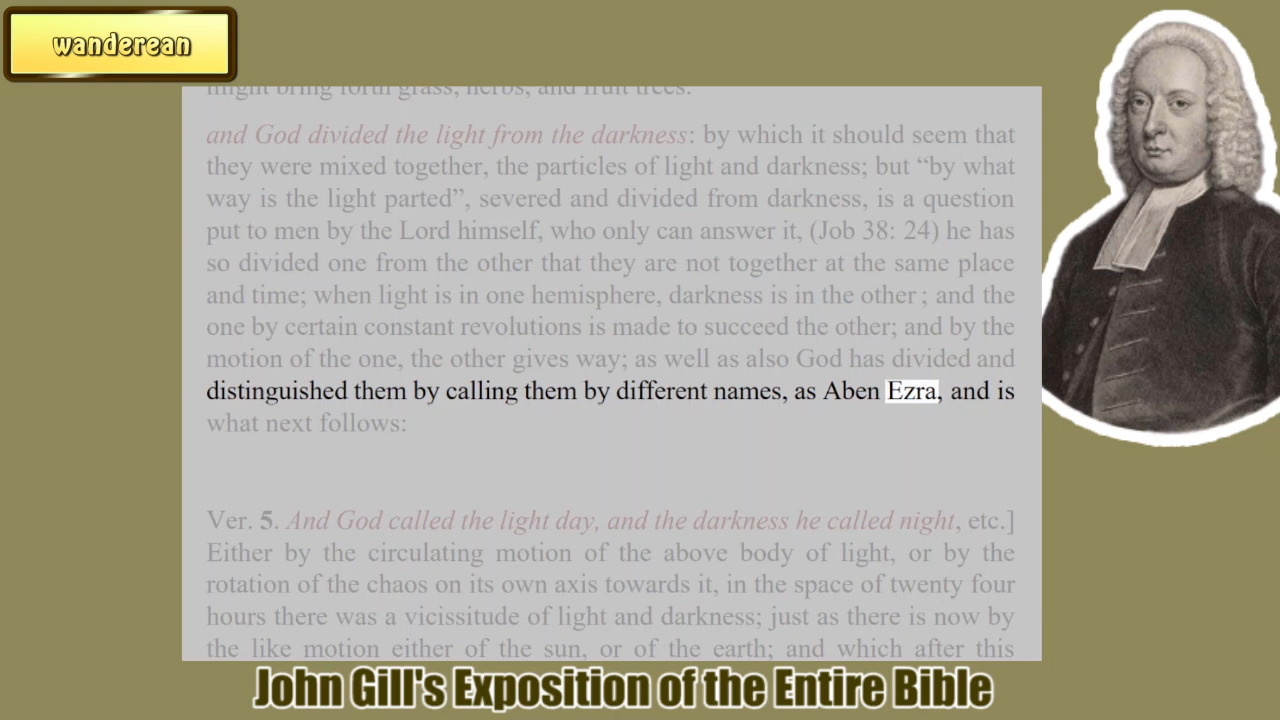 wanderean
might bring forth grass, herbs, and fruit trees.
and God divided the light from the darkness: by which it should seem that
they were mixed together, the particles of light and darkness; but “by what
way is the light parted”, severed and divided from darkness, is a question
put to men by the Lord himself, who only can answer it, (Job 38: 24) he has
so divided one from the other that they are not together at the same place
and time; when light is in one hemisphere, darkness is in the other ; and the
one by certain constant revolutions is made to succeed the other; and by the
motion of the one, the other gives way; as well as also God has divided and
distinguished them by calling them by different names, as Aben Ezra, and is
what next follows:
Ver. 5. And God called the light day, and the darkness he called night, etc.]
Either by the circulating motion of the above body of light, or by the
rotation of the chaos on its own axis towards it, in the space of twenty four
hours there was a vicissitude of light and darkness; just as there is now by
the like motion either of the sun, or of the earth; and which after this
John Gill's Exposition of the Entire Bible